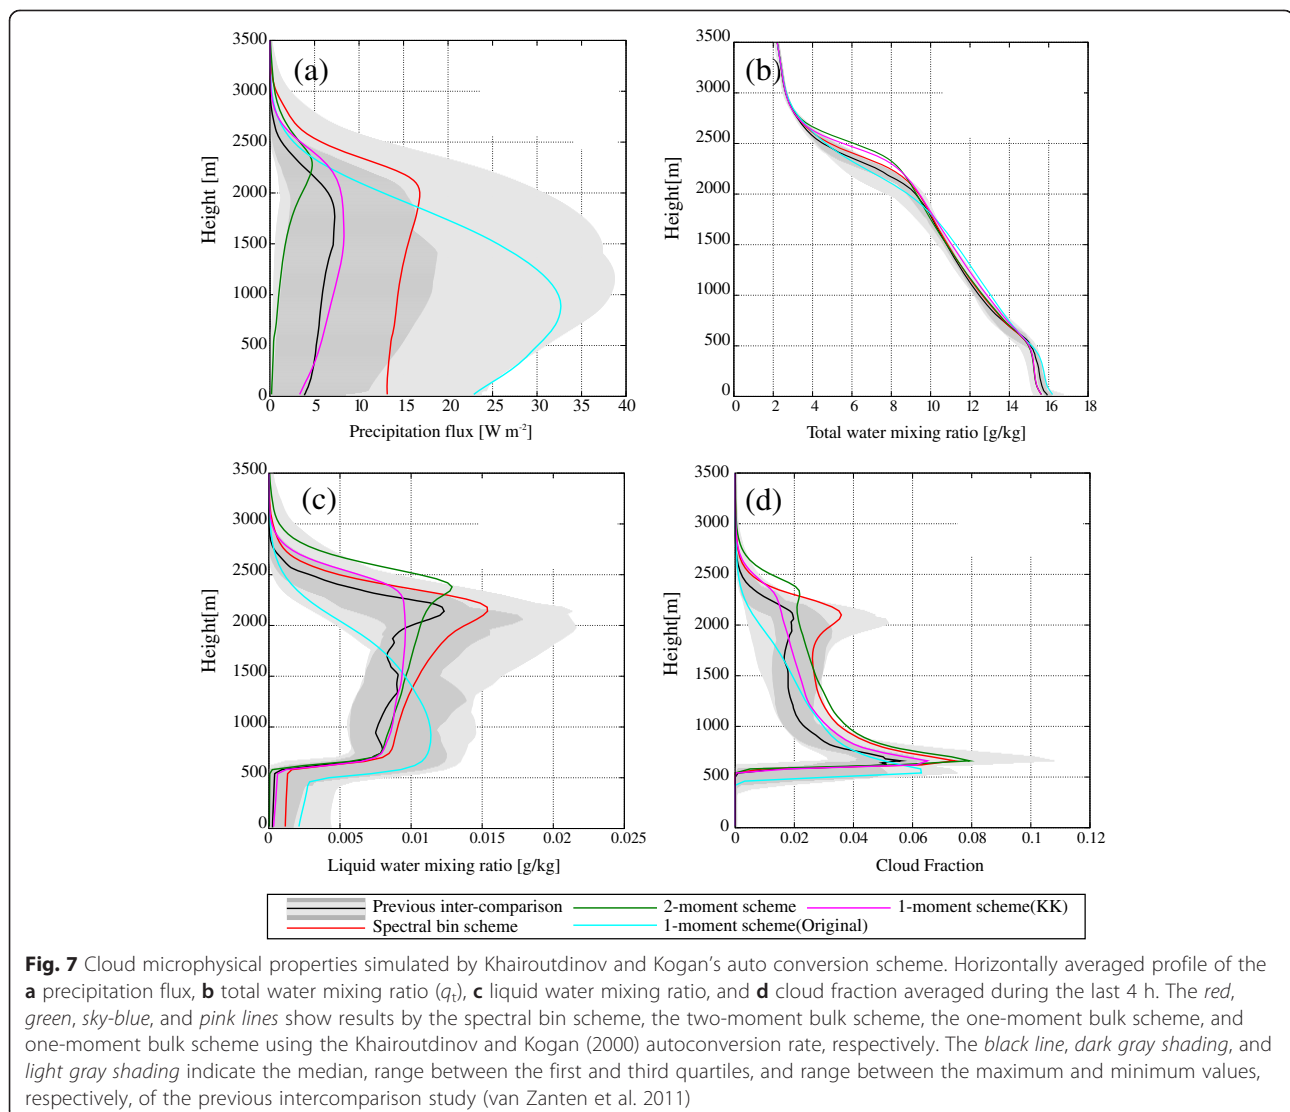 3500
3000
2500
2000
1500
1000
500
0
Height [m]
(a)
0 5 10 15 20 25 30 35 40
Precipitation flux [W m-2]
3500
3000
2500
2000
1500
1000
500
0
Height[m]
(b)
0 2 4 6 8 10 12 14 16 18
Total water mixing ratio [g/kg]
3500
3000
2500
2000
1500
1000
500
0
Height[m]
(c)
0 0.005 0.01 0.015 0.02 0.025
Liquid water mixing ratio [g/kg]
3500
3000
2500
2000
1500
1000
500
0
Height[m]
(d)
0 0.02 0.04 0.06 0.08 0.1 0.12
Cloud Fraction
Previous inter-comparison 2-moment scheme 1-moment scheme(KK)
Spectral bin scheme 1-moment scheme(Original)
Fig. 7 Cloud microphysical properties simulated by Khairoutdinov and Kogan's auto conversion scheme. Horizontally averaged profile of the
a precipitation flux, b total water mixing ratio (qt), c liquid water mixing ratio, and d cloud fraction averaged during the last 4 h. The red,
green, sky-blue, and pink lines show results by the spectral bin scheme, the two-moment bulk scheme, the one-moment bulk scheme, and
one-moment bulk scheme using the Khairoutdinov and Kogan (2000) autoconversion rate, respectively. The black line, dark gray shading, and
light gray shading indicate the median, range between the first and third quartiles, and range between the maximum and minimum values,
respectively, of the previous intercomparison study (van Zanten et al. 2011)